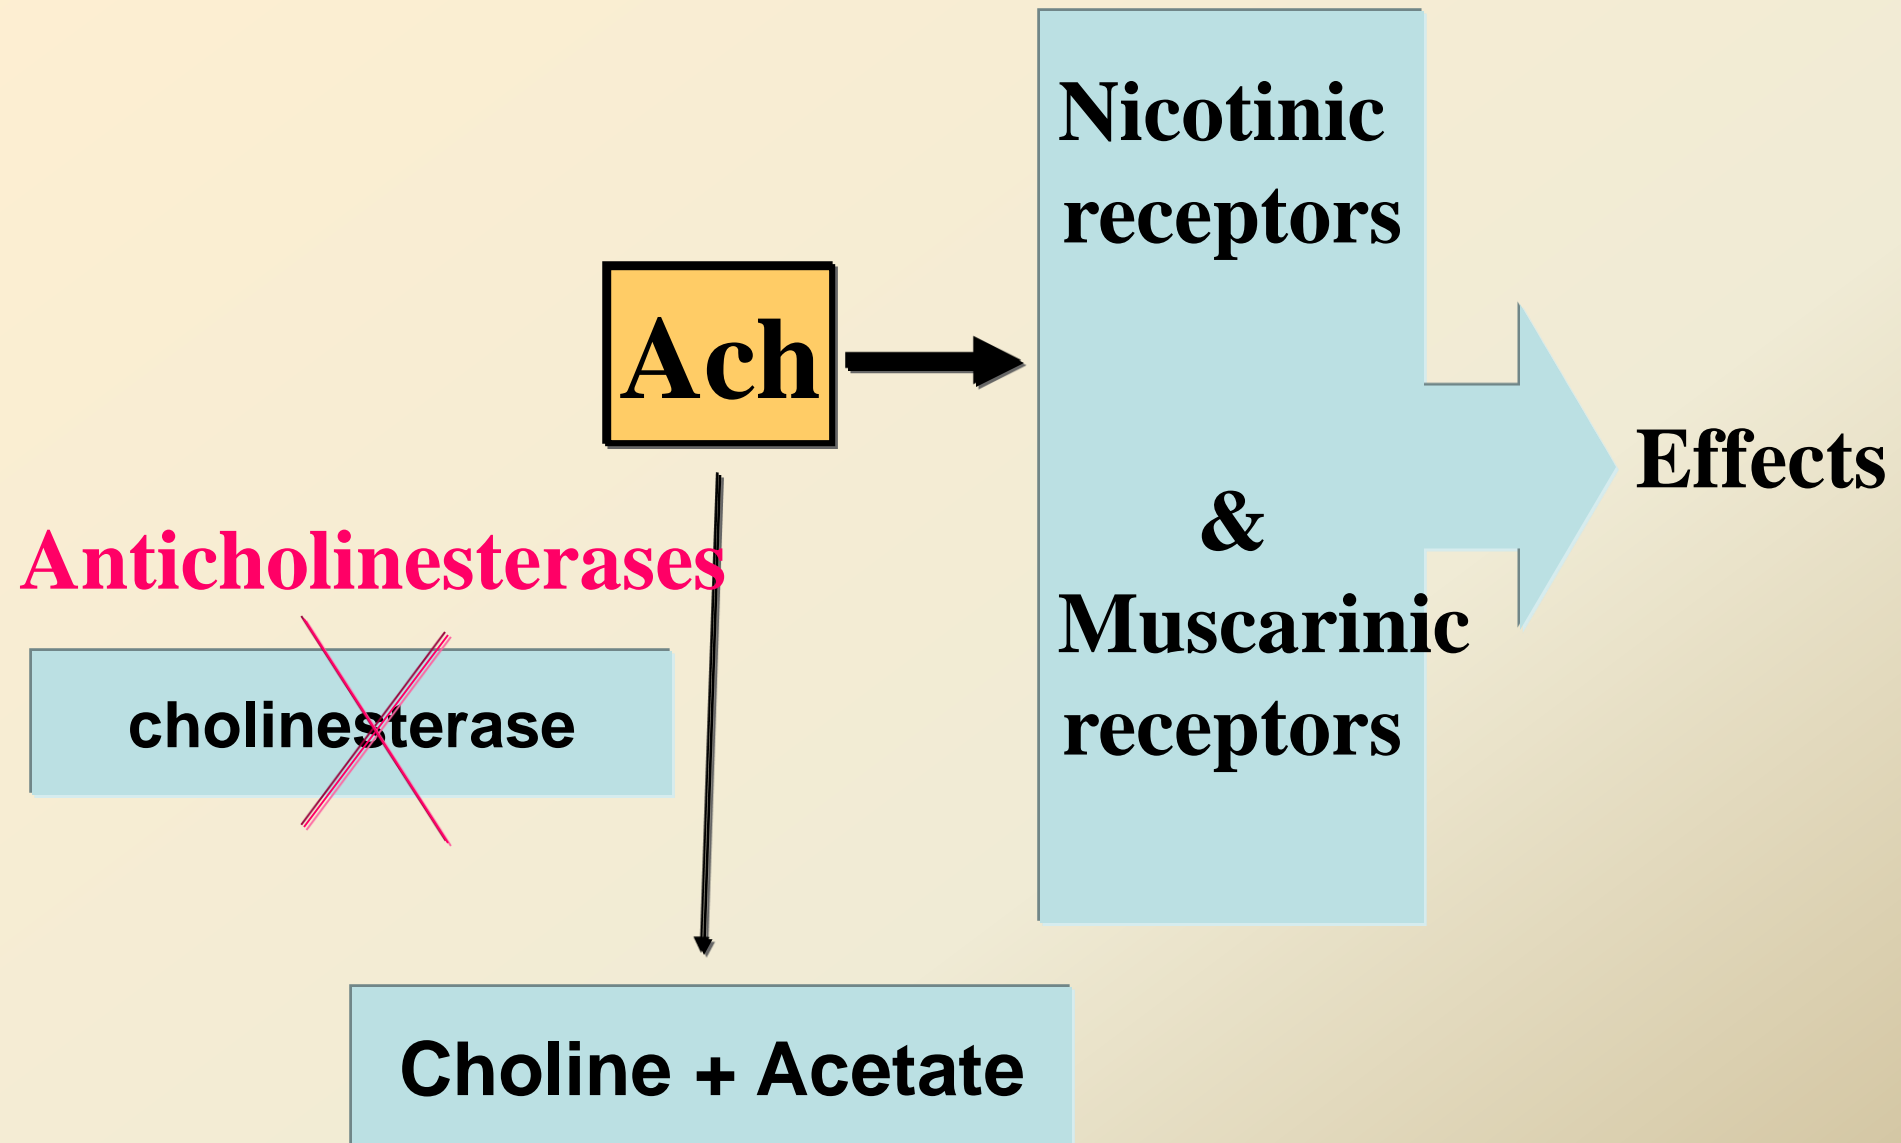 Nicotinic
receptors
Ach
&
Effects
Anticholinesterases
Muscarinic
cholinesterase
receptors
Choline + Acetate